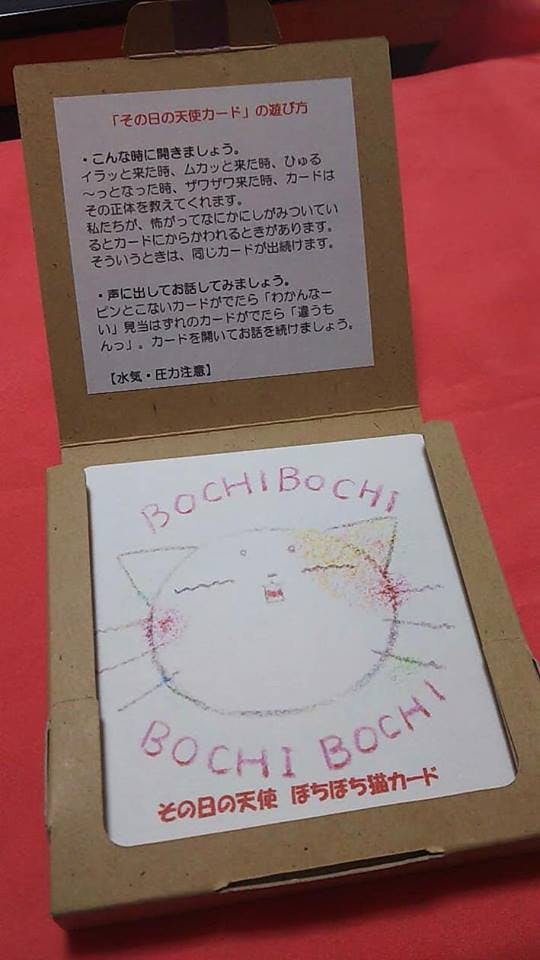 「その日の天使カード」の遊び方
・こんな時に開きましょう。
イラッと来た時、ムカッと来た時、ひゅる
～っとなった時、ザワザワ来た時、カードは
その正体を教えてくれます。
私たちが、怖がってなにかにしがみついてい
るとカードにからかわれるときがあります。
そういうときは、同じカードが出続けます。
・声に出してお話してみましょう。
ピンとこないカードがでたら「わかんなー
い」見当はずれのカードがでたら「違うも
んっ」。カードを開いてお話を続けましょう。
【水気・圧力注意】
BOCHIBOCHI
BOCHI BOCHI
その日の天使 ぼちぼち猫カード